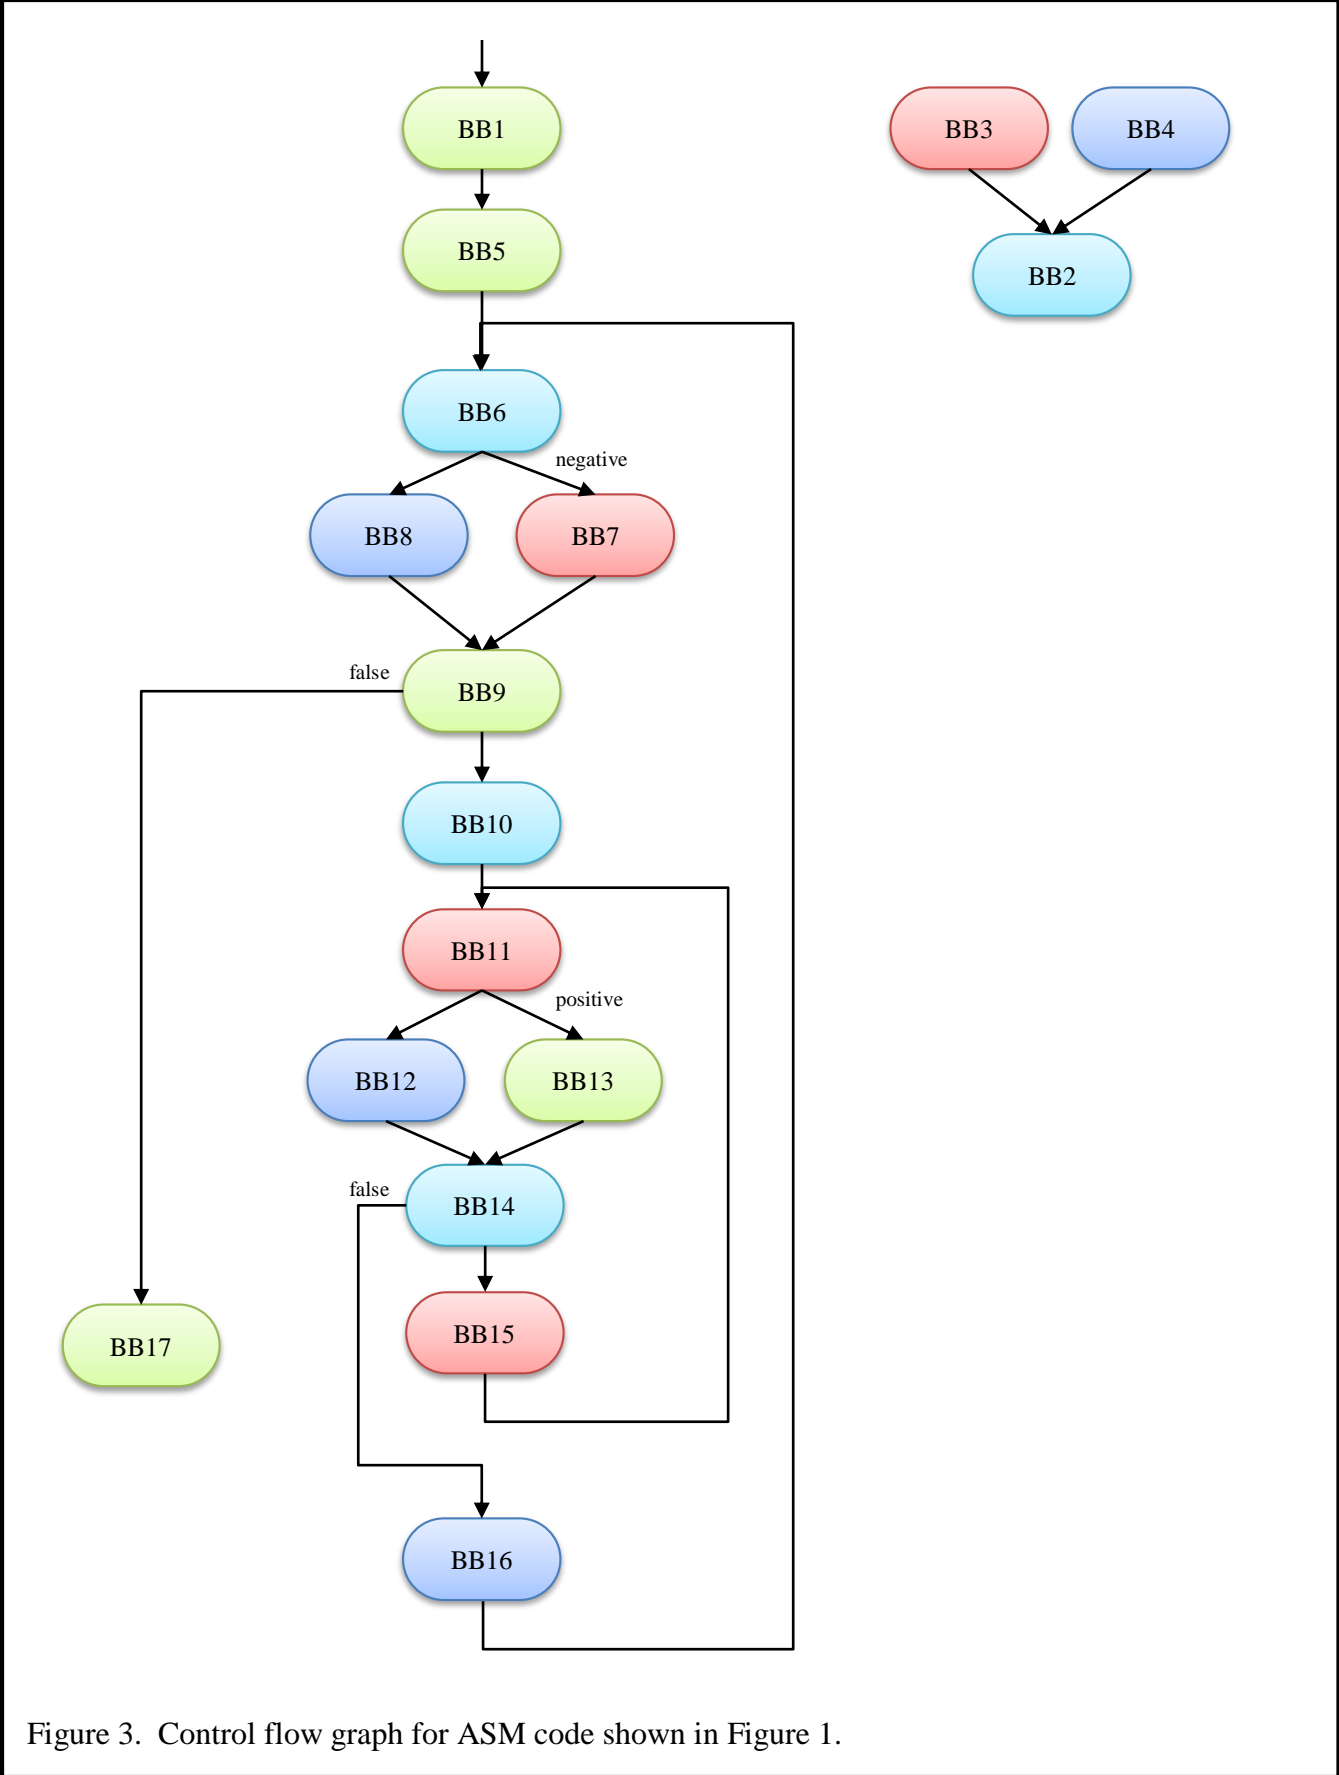 BB1
BB3
BB4
BB5
BB2
BB6
negative
BB8
BB7
false
BB9
BB10
BB11
positive
BB12
BB13
false
BB14
BB15
BB17
BB16
Figure 3.  Control flow graph for ASM code shown in Figure 1.